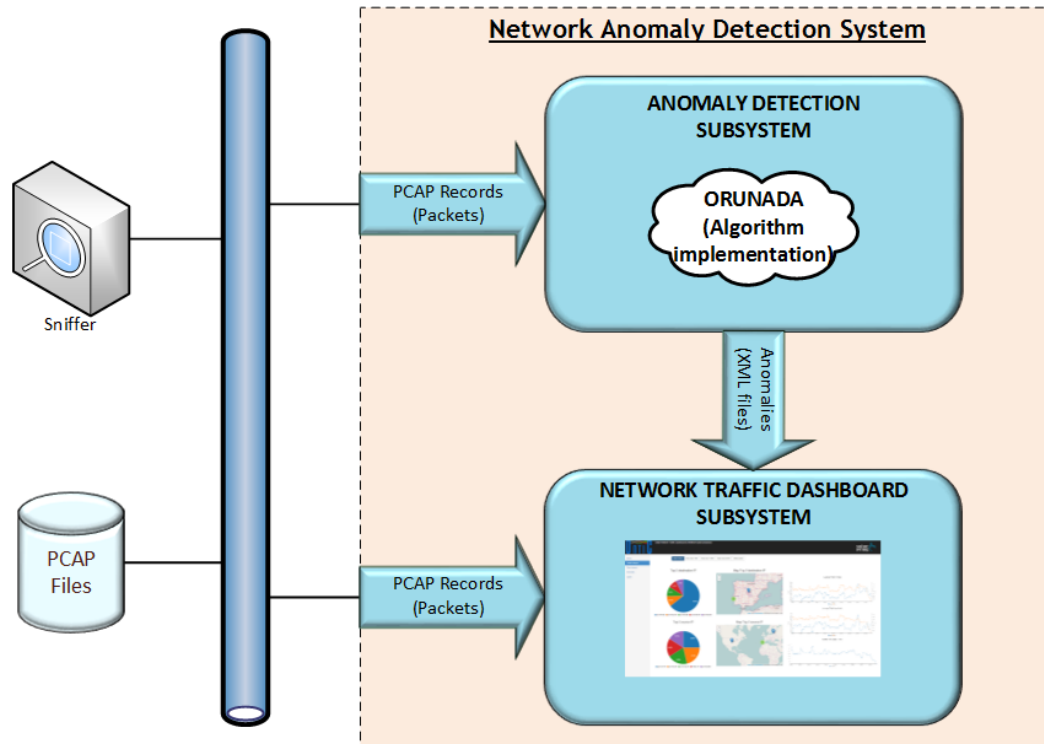 Network Anomaly Detection System
ANOMALY DETECTION
SUBSYSTEM
ORUNADA
(Algorithm
implementation)
PCAP Records
(Packets)
Sniffer
Anomalies
(XML files)
NETWORK TRAFFIC DASHBOARD
SUBSYSTEM
PCAP
Files
PCAP Records
(Packets)